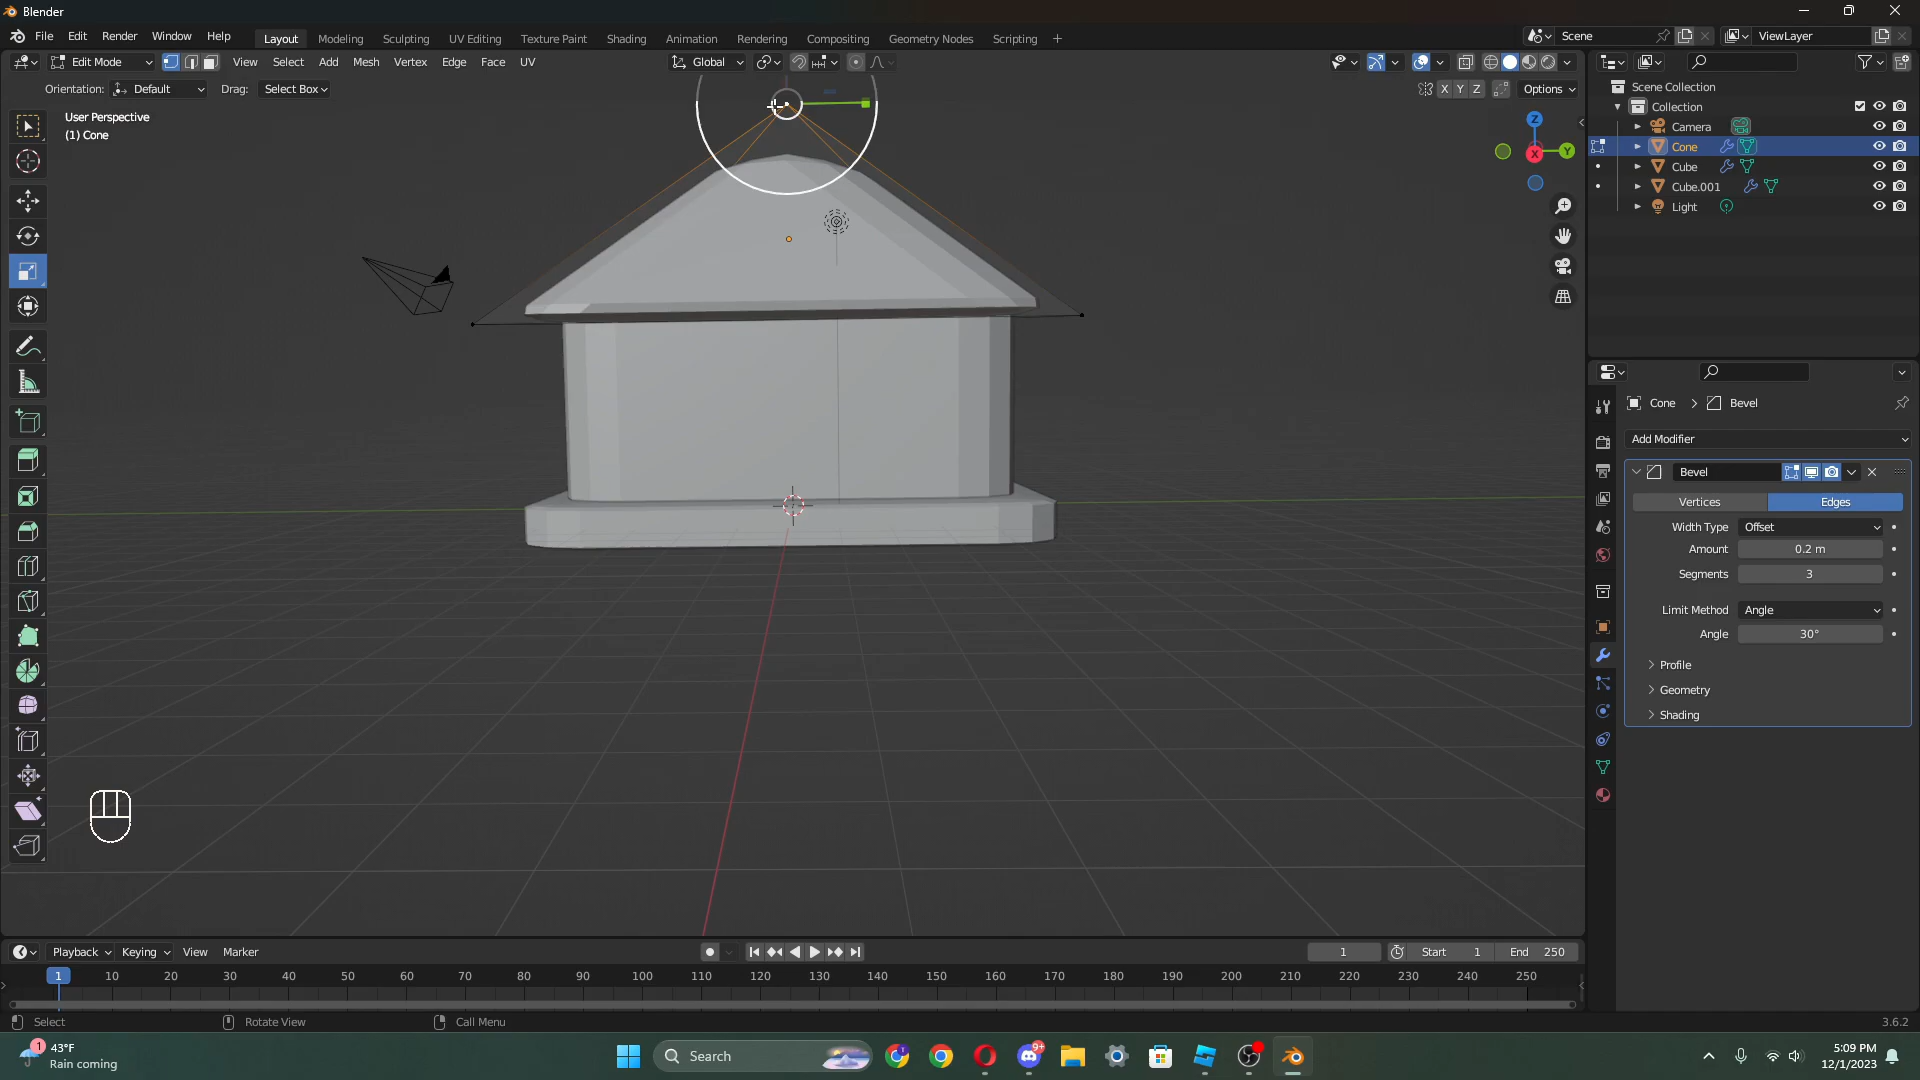 Blender
File Edit Render Window Help
Layout Modeling Sculpting UV Editing Texture Paint Shading Animation Rendering Compositing Geometry Nodes Scripting +
Scene ViewLayer
Edit Mode View Select Add Mesh Vertex Edge Face UV Global
Orientation: Default Drag: Select Box
X Y Z Options
User Perspective
(1) Cone
Z
Y
X
Scene Collection
Collection
Camera
Cone
Cube
Cube.001
Light
Cone > Bevel
Add Modifier
Bevel
Vertices Edges
Width Type Offset
Amount 0.2 m
Segments 3
Limit Method Angle
Angle 30°
Profile
Geometry
Shading
Playback Keying View Marker 1 Start 1 End 250
1 10 20 30 40 50 60 70 80 90 100 110 120 130 140 150 160 170 180 190 200 210 220 230 240 250
Select Rotate View Call Menu 3.6.2
1 43°F
Rain coming
Search
9+
5:09 PM
12/1/2023